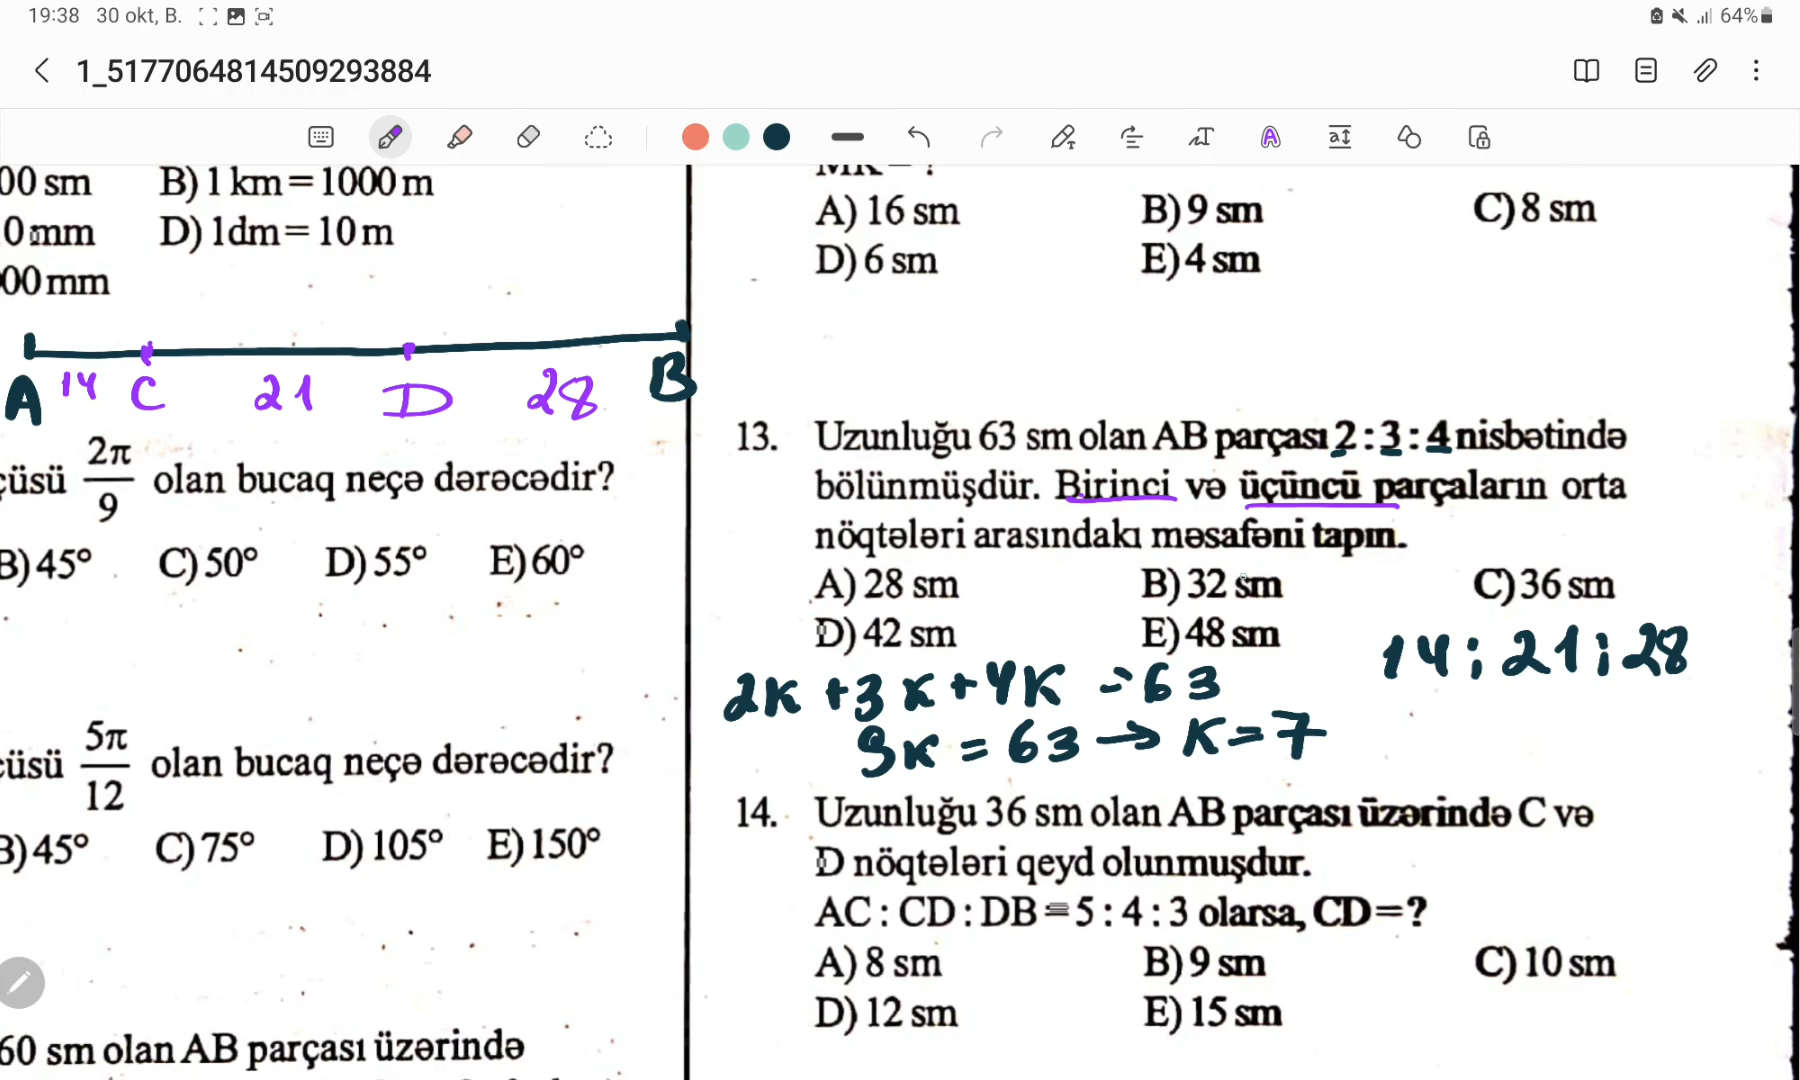 19:38 30 okt, B.
64%
1_5177064814509293884
00 sm B) 1 km = 1000 m
0 mm D) 1dm = 10 m
00 mm
A 14 C 21 D 28 B
çüsü 2π/9 olan bucaq neçə dərəcədir?
B) 45° C) 50° D) 55° E) 60°
çüsü 5π/12 olan bucaq neçə dərəcədir?
B) 45° C) 75° D) 105° E) 150°
60 sm olan AB parçası üzərində
A) 16 sm B) 9 sm C) 8 sm
D) 6 sm E) 4 sm
13. Uzunluğu 63 sm olan AB parçası 2 : 3 : 4 nisbətində
bölünmüşdür. Birinci və üçüncü parçaların orta
nöqtələri arasındakı məsafəni tapın.
A) 28 sm B) 32 sm C) 36 sm
D) 42 sm E) 48 sm
14 ; 21 ; 28
2k + 3k + 4k = 63
9k = 63 → k = 7
14. Uzunluğu 36 sm olan AB parçası üzərində C və
D nöqtələri qeyd olunmuşdur.
AC : CD : DB = 5 : 4 : 3 olarsa, CD = ?
A) 8 sm B) 9 sm C) 10 sm
D) 12 sm E) 15 sm